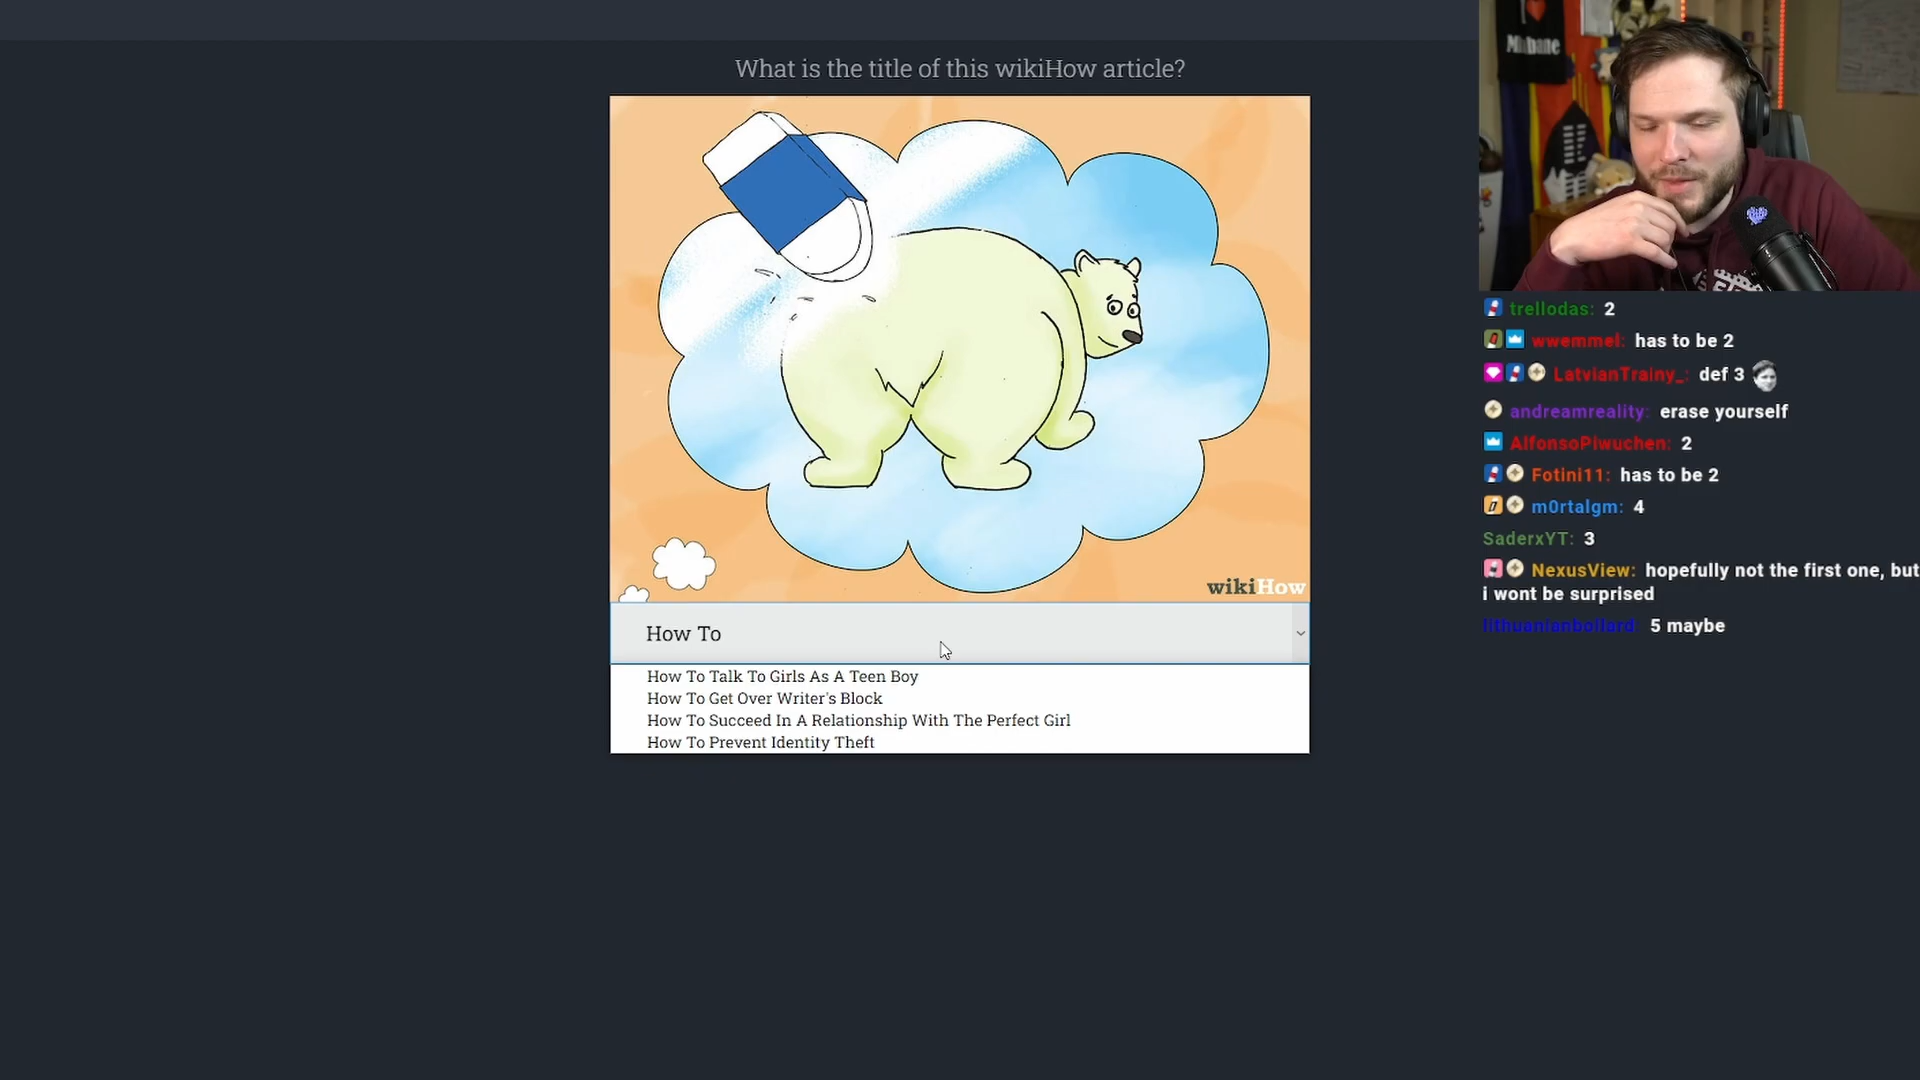 What is the title of this wikiHow article?
wikiHow
How To
How To Talk To Girls As A Teen Boy
How To Get Over Writer's Block
How To Succeed In A Relationship With The Perfect Girl
How To Prevent Identity Theft
trellodas: 2
wwemmel: has to be 2
LatvianTrainy_: def 3
andreamreality: erase yourself
AlfonsoPiwuchen: 2
Fotini11: has to be 2
m0rtalgm: 4
SaderxYT: 3
NexusView: hopefully not the first one, but
i wont be surprised
lithuanianbollard: 5 maybe